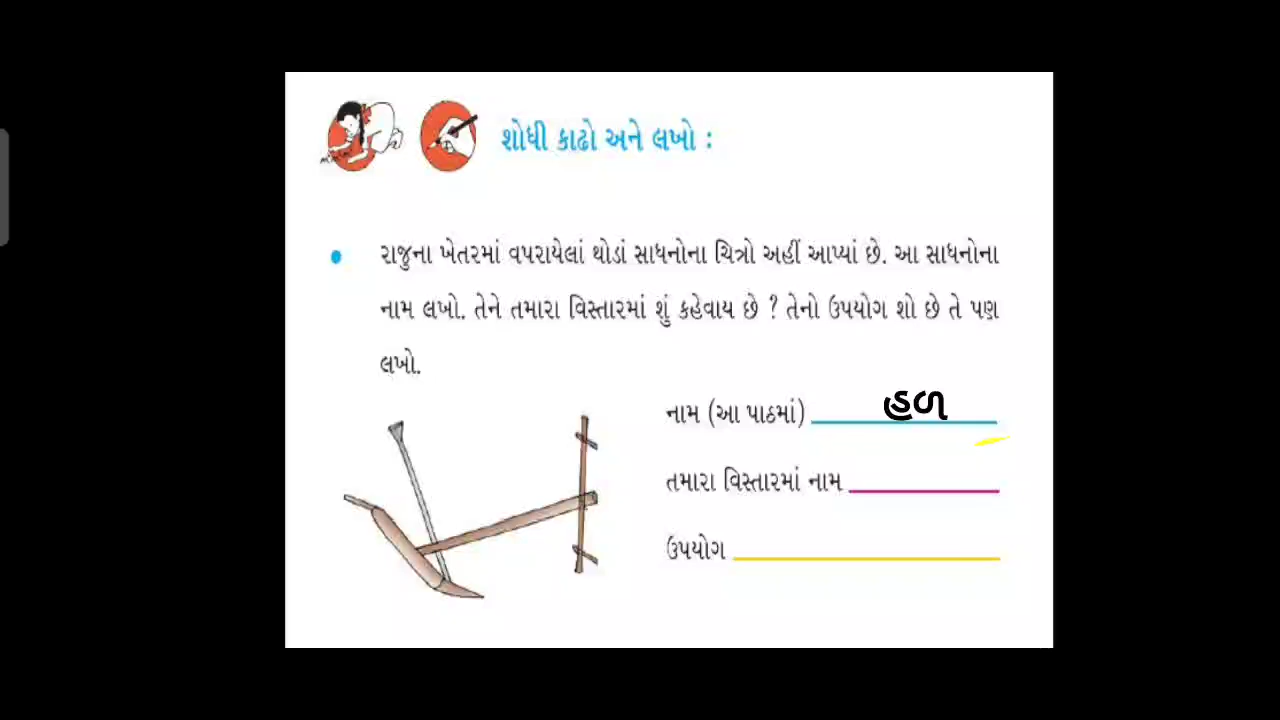 શોધી કાઢો અને લખો :
રાજુના ખેતરમાં વપરાયેલાં થોડાં સાધનોના ચિત્રો અહીં આપ્યાં છે. આ સાધનોના
નામ લખો. તેને તમારા વિસ્તારમાં શું કહેવાય છે ? તેનો ઉપયોગ શો છે તે પણ
લખો.
નામ (આ પાઠમાં) હળ
તમારા વિસ્તારમાં નામ
ઉપયોગ